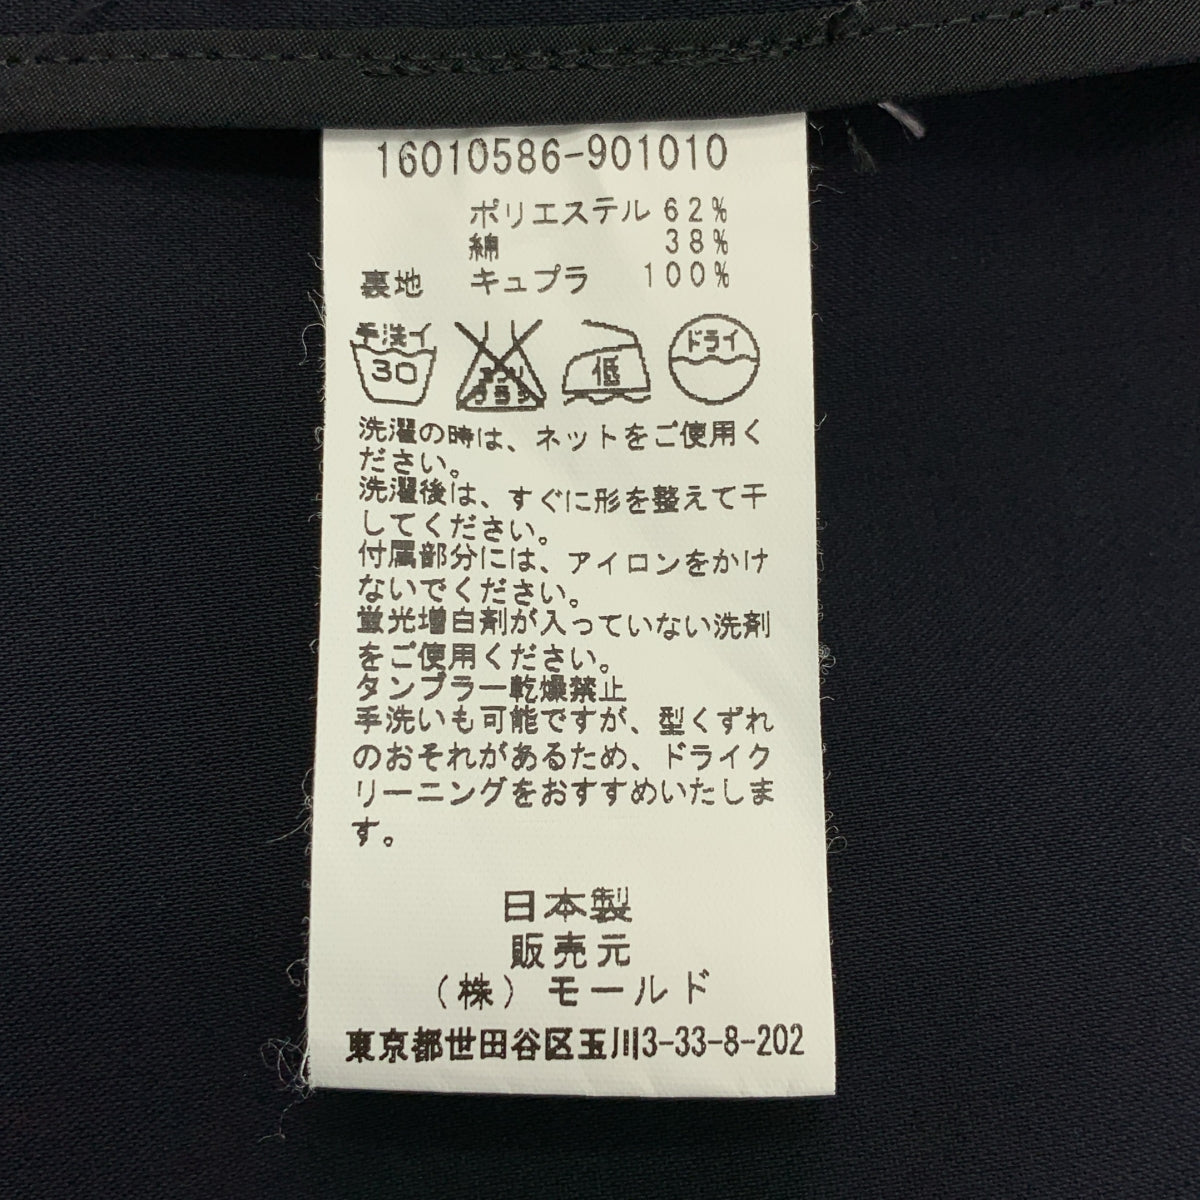 16010586-901010
ポリエステル 62%
綿 38%
裏地 キュプラ 100%
手洗イ
30
エンソ
サラシ
低
ドライ
洗濯の時は、ネットをご使用く
ださい。
洗濯後は、すぐに形を整えて干
してください。
付属部分には、アイロンをかけ
ないでください。
蛍光増白剤が入っていない洗剤
をご使用ください。
タンブラー乾燥禁止
手洗いも可能ですが、型くずれ
のおそれがあるため、ドライク
リーニングをおすすめいたしま
す。
日本製
販売元
(株)モールド
東京都世田谷区玉川3-33-8-202